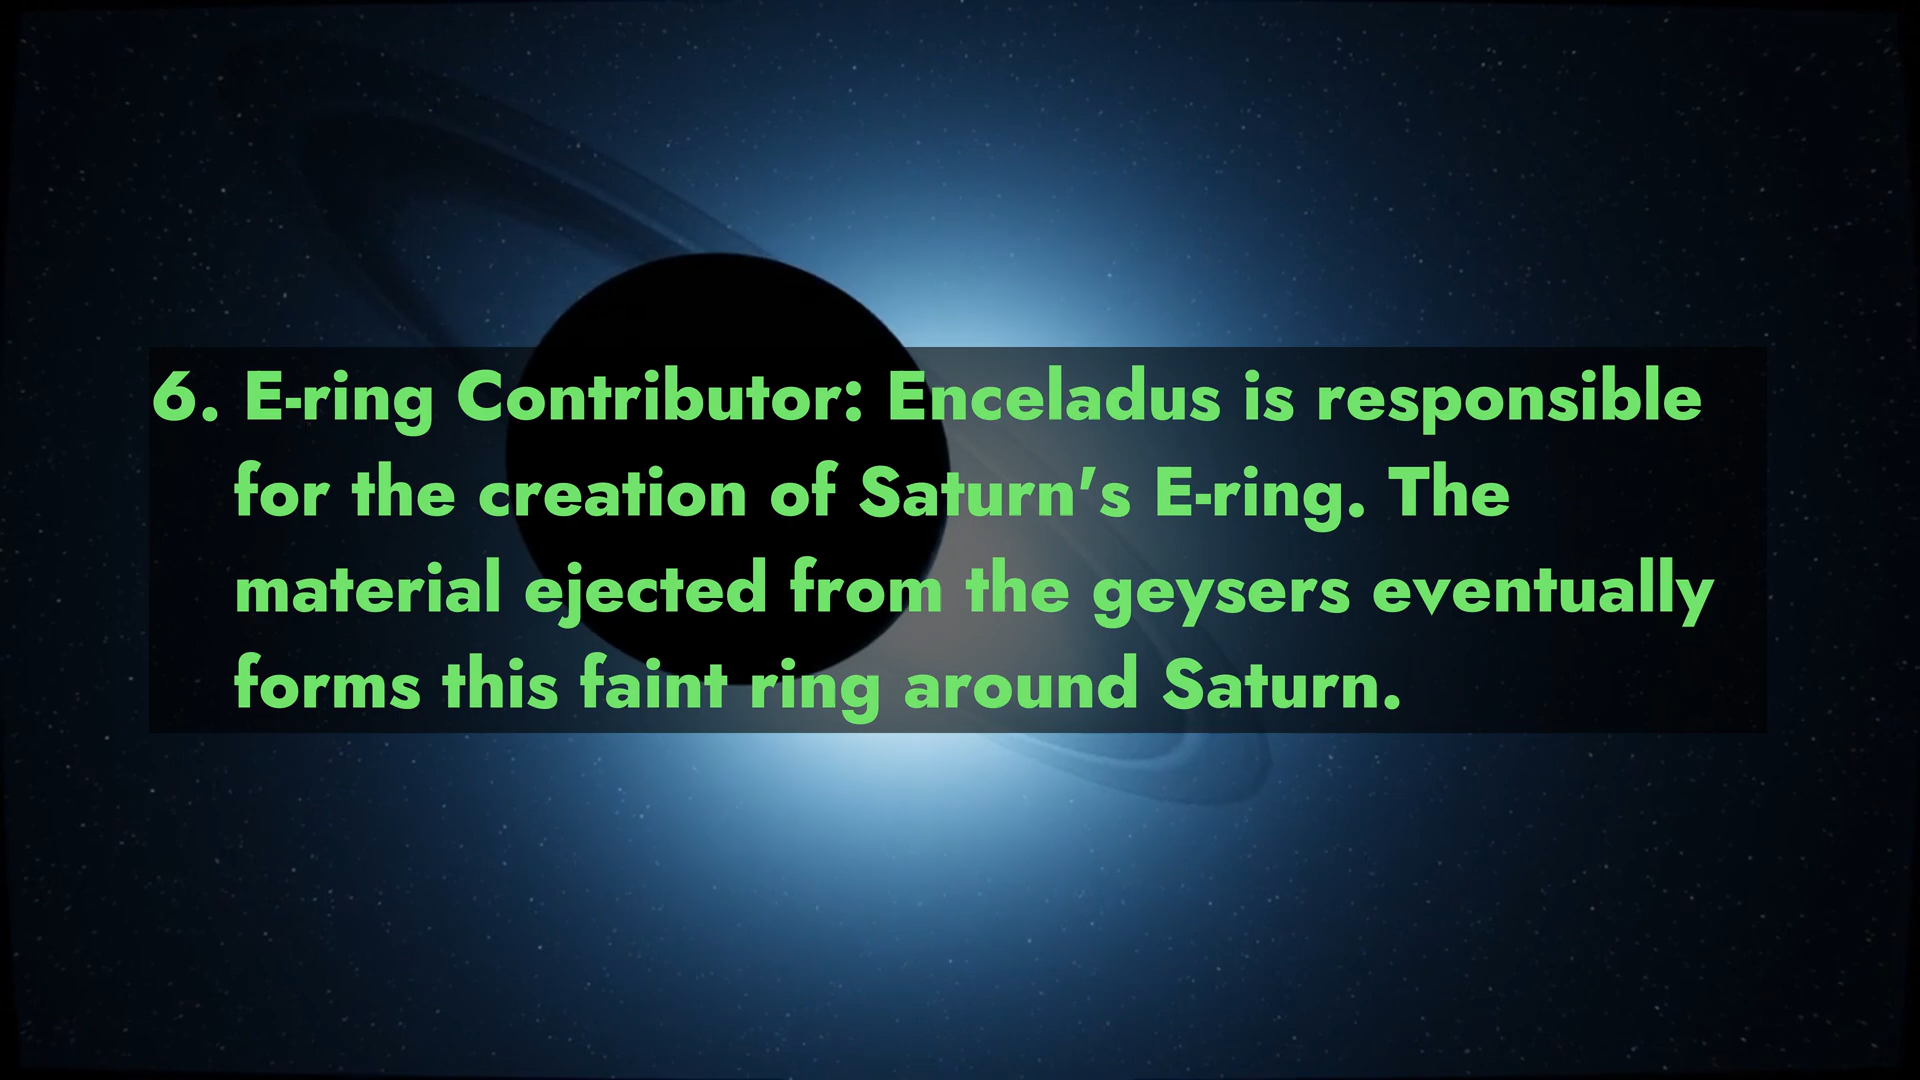 6. E-ring Contributor: Enceladus is responsible
for the creation of Saturn's E-ring. The
material ejected from the geysers eventually
forms this faint ring around Saturn.